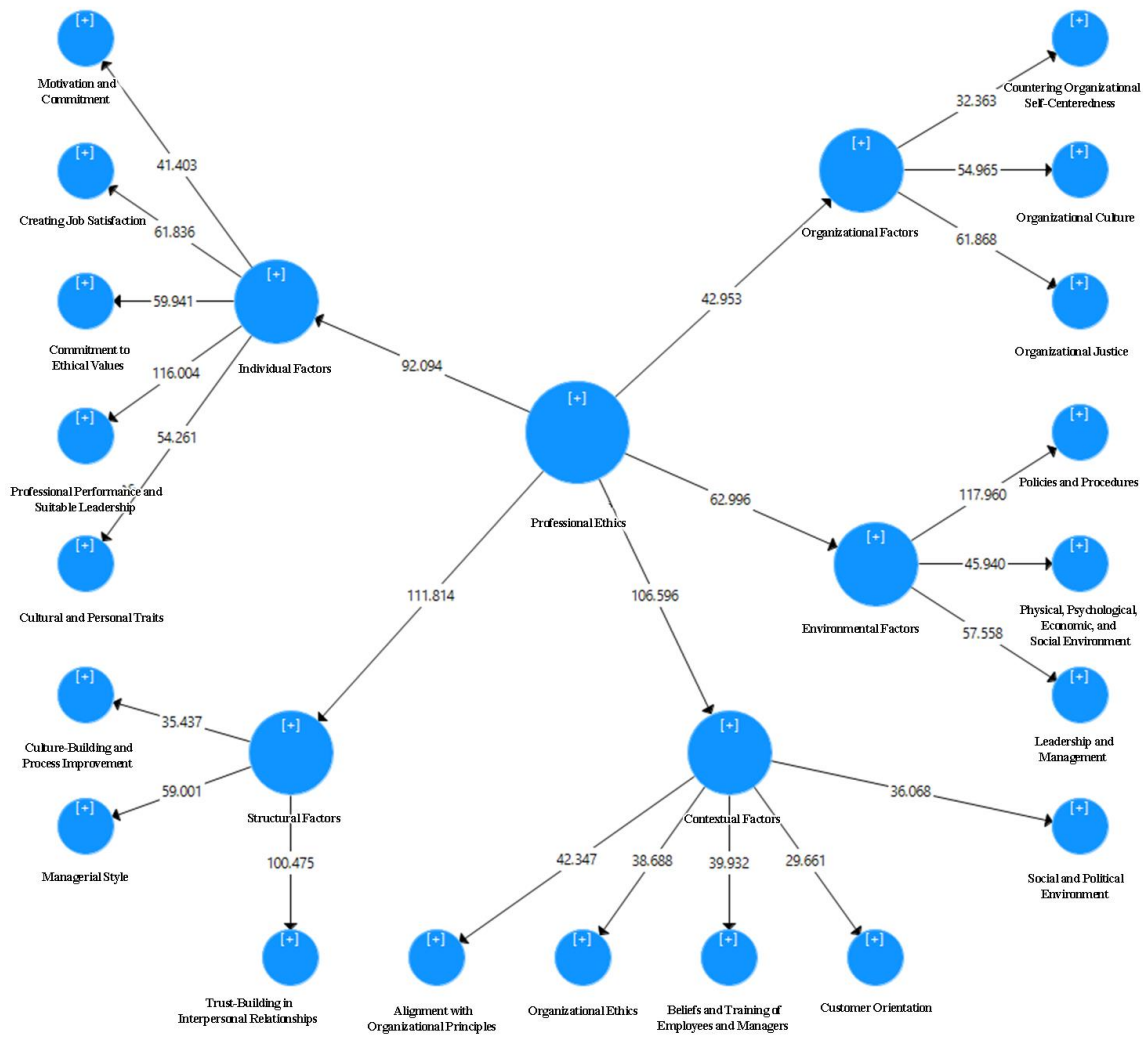 [+]
Motivation and
Commitment
41.403
[+]
Creating Job Satisfaction
61.836
[+]
Commitment to
Ethical Values
59.941
[+]
Professional Performance and
Suitable Leadership
116.004
[+]
Cultural and Personal Traits
54.261
[+]
Individual Factors
92.094
[+]
Professional Ethics
42.953
[+]
Organizational Factors
32.363
[+]
Countering Organizational
Self-Centeredness
54.965
[+]
Organizational Culture
61.868
[+]
Organizational Justice
62.996
[+]
Environmental Factors
117.960
[+]
Policies and Procedures
45.940
[+]
Physical, Psychological,
Economic, and
Social Environment
57.558
[+]
Leadership and
Management
111.814
[+]
Structural Factors
35.437
[+]
Culture-Building and
Process Improvement
59.001
[+]
Managerial Style
100.475
[+]
Trust-Building in
Interpersonal Relationships
106.596
[+]
Contextual Factors
42.347
[+]
Alignment with
Organizational Principles
38.688
[+]
Organizational Ethics
39.932
[+]
Beliefs and Training of
Employees and Managers
29.661
[+]
Customer Orientation
36.068
[+]
Social and Political
Environment